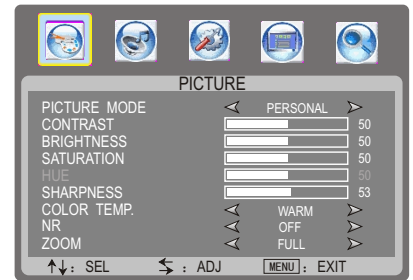 PICTURE
PICTURE MODE PERSONAL
CONTRAST 50
BRIGHTNESS 50
SATURATION 50
HUE 50
SHARPNESS 53
COLOR TEMP. WARM
NR OFF
ZOOM FULL
↑↓: SEL ⇆: ADJ MENU: EXIT